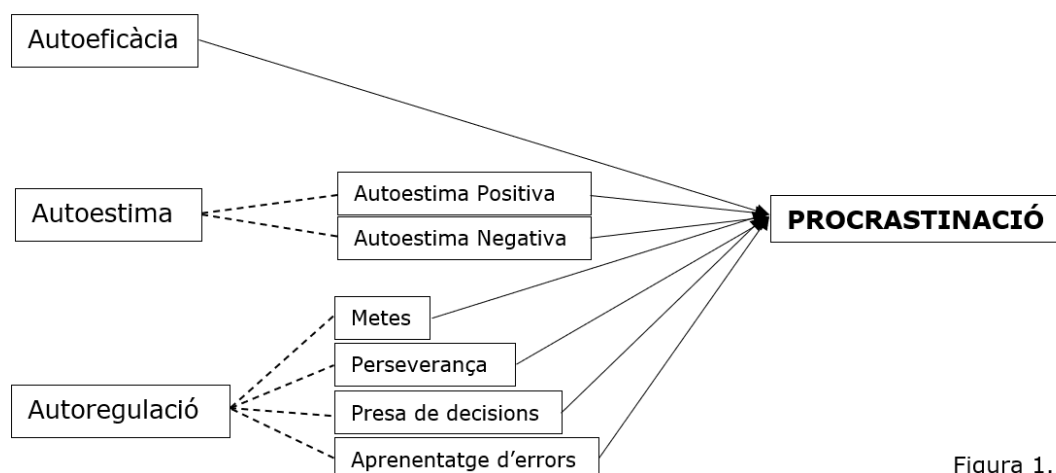 Autoeficàcia
Autoestima
Autoestima Positiva
Autoestima Negativa
PROCRASTINACIÓ
Metes
Perseverança
Autoregulació
Presa de decisions
Aprenentatge d'errors
Figura 1.